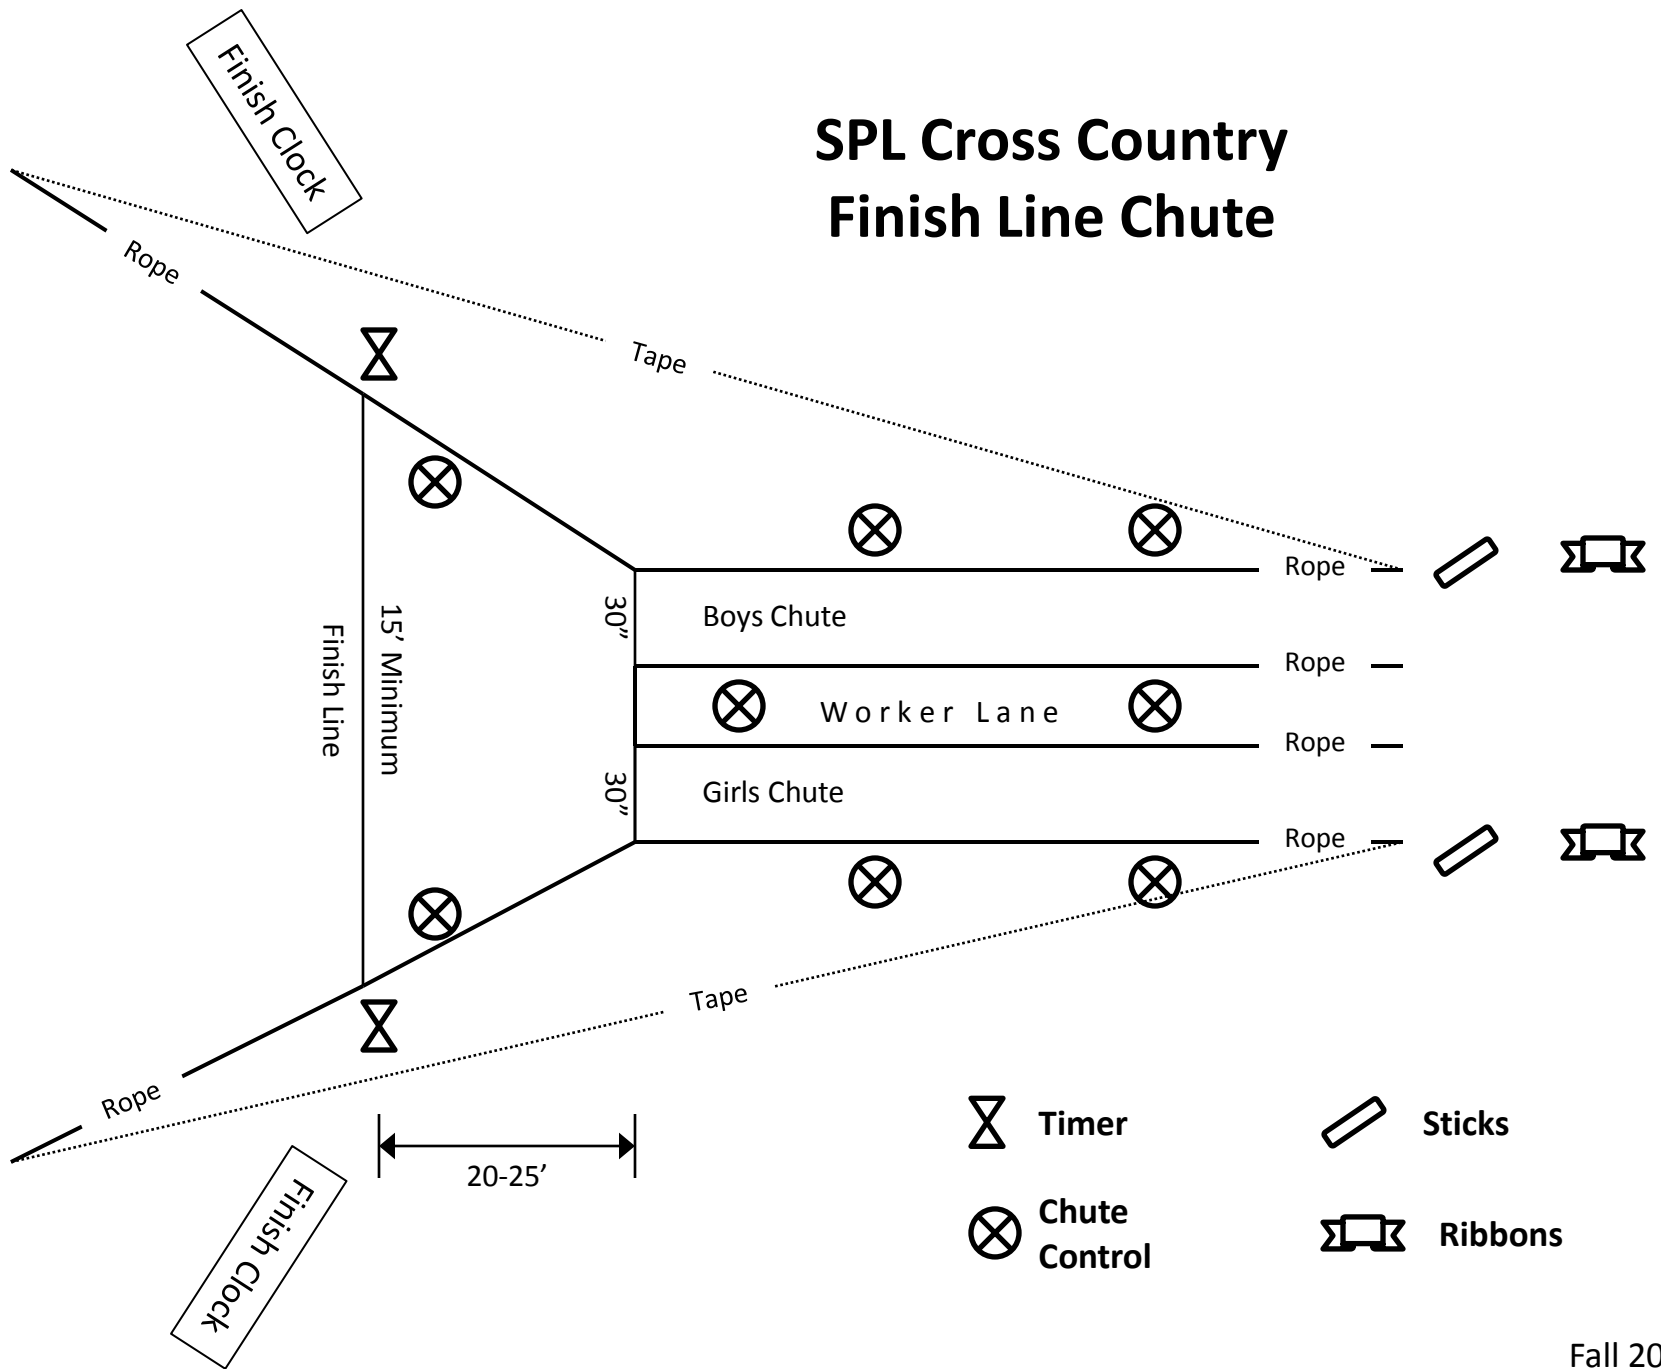 Finish Clock
SPL Cross Country
Finish Line Chute
Rope
Tape
Rope
Boys Chute
30”
15’ Minimum
Finish Line
Rope
Worker Lane
Rope
30”
Girls Chute
Rope
Tape
Rope
20-25’
Finish Clock
Timer
Sticks
Chute
Control
Ribbons
Fall 20